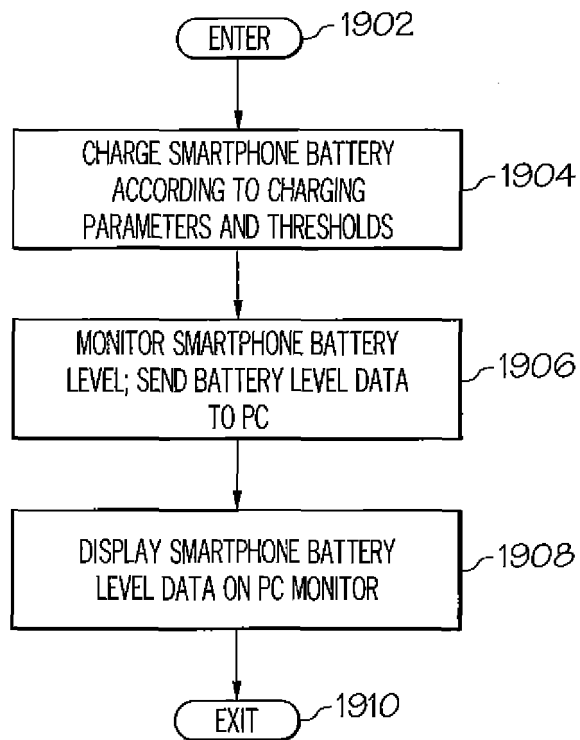 ENTER
1902
CHARGE SMARTPHONE BATTERY
ACCORDING TO CHARGING
PARAMETERS AND THRESHOLDS
1904
MONITOR SMARTPHONE BATTERY
LEVEL; SEND BATTERY LEVEL DATA
TO PC
1906
DISPLAY SMARTPHONE BATTERY
LEVEL DATA ON PC MONITOR
1908
EXIT
1910